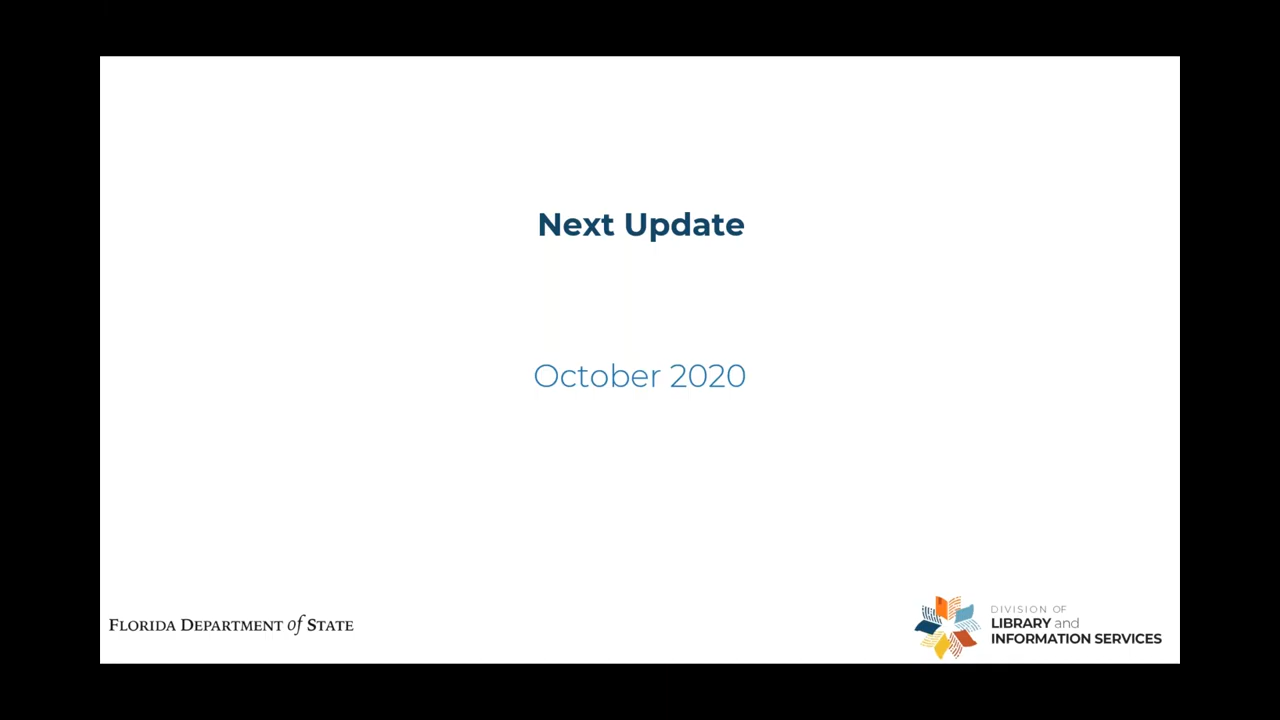 Next Update
October 2020
FLORIDA DEPARTMENT of STATE
DIVISION OF
LIBRARY and
INFORMATION SERVICES